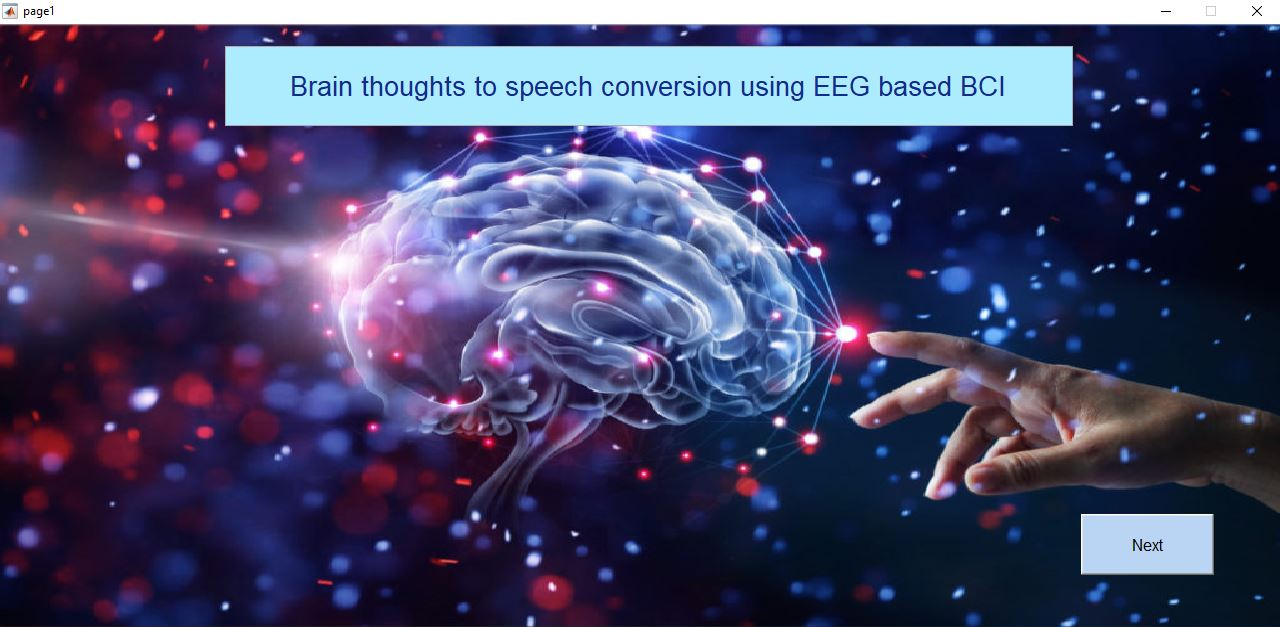 page1
Brain thoughts to speech conversion using EEG based BCI
Next